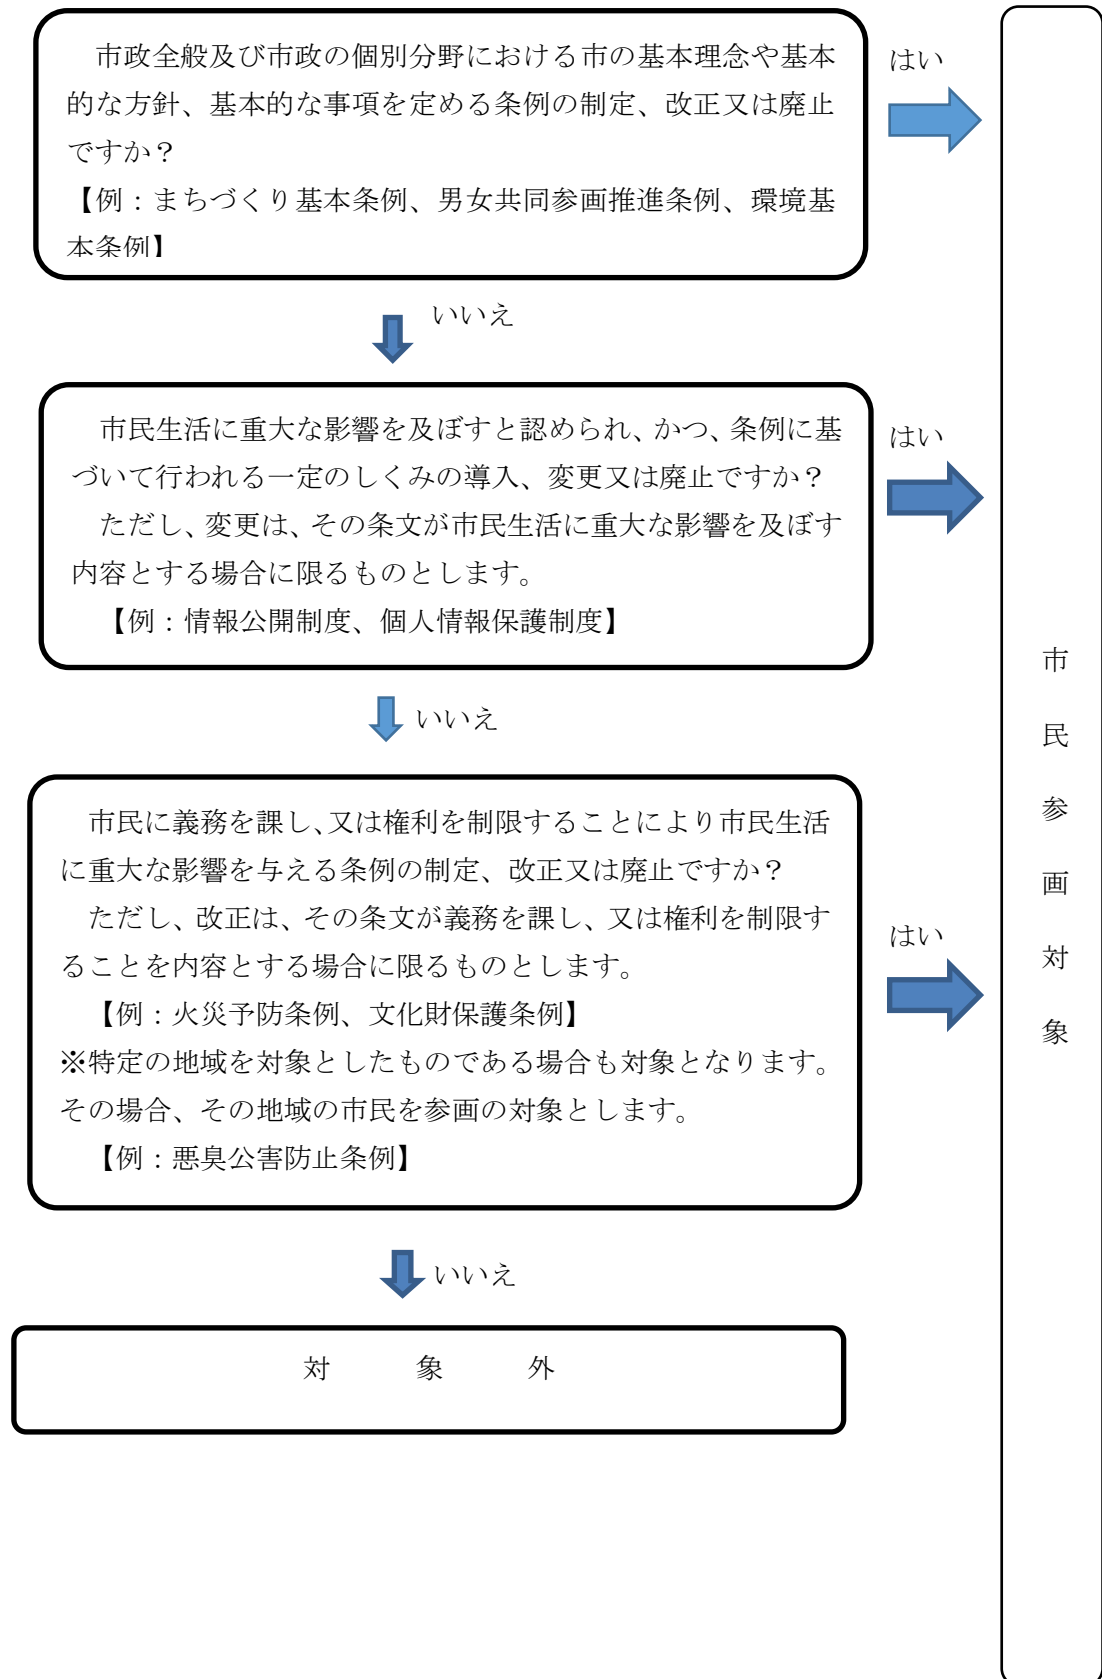 市政全般及び市政の個別分野における市の基本理念や基本
的な方針、基本的な事項を定める条例の制定、改正又は廃止
ですか？
【例：まちづくり基本条例、男女共同参画推進条例、環境基
本条例】
はい
いいえ
市民生活に重大な影響を及ぼすと認められ、かつ、条例に基
づいて行われる一定のしくみの導入、変更又は廃止ですか？
ただし、変更は、その条文が市民生活に重大な影響を及ぼす
内容とする場合に限るものとします。
【例：情報公開制度、個人情報保護制度】
はい
いいえ
市民に義務を課し、又は権利を制限することにより市民生活
に重大な影響を与える条例の制定、改正又は廃止ですか？
ただし、改正は、その条文が義務を課し、又は権利を制限す
ることを内容とする場合に限るものとします。
【例：火災予防条例、文化財保護条例】
※特定の地域を対象としたものである場合も対象となります。
その場合、その地域の市民を参画の対象とします。
【例：悪臭公害防止条例】
はい
いいえ
対　象　外
市民参画対象